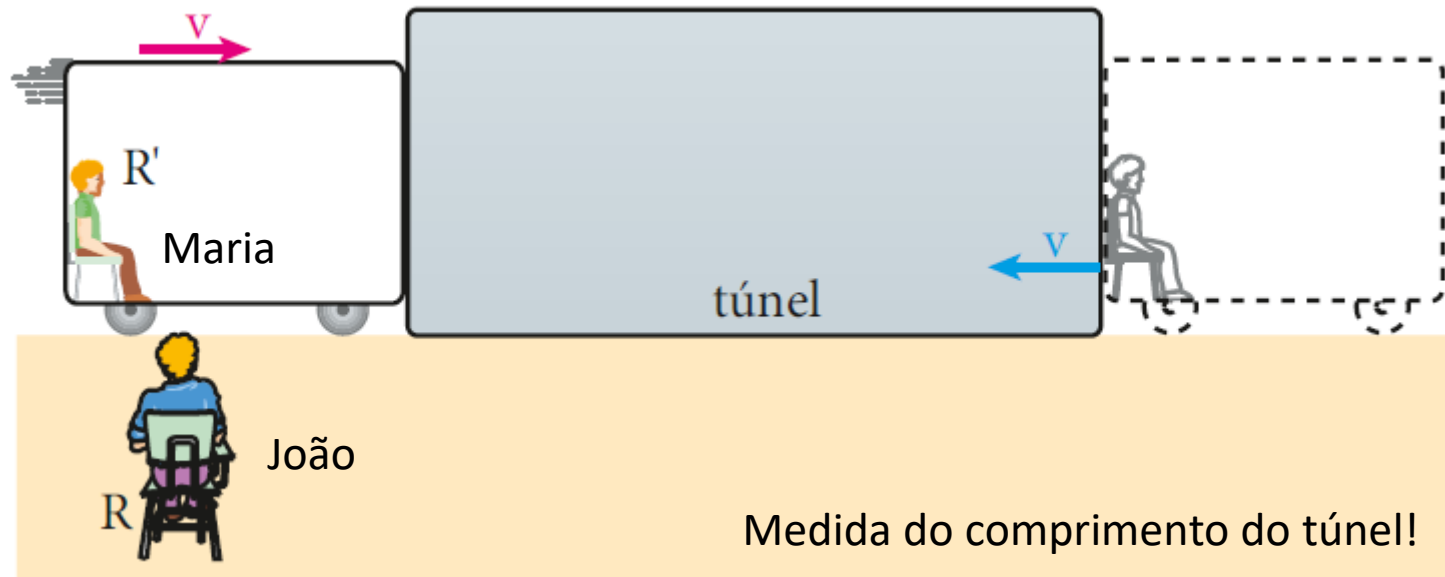 v
R'
Maria
v
túnel
João
R
Medida do comprimento do túnel!